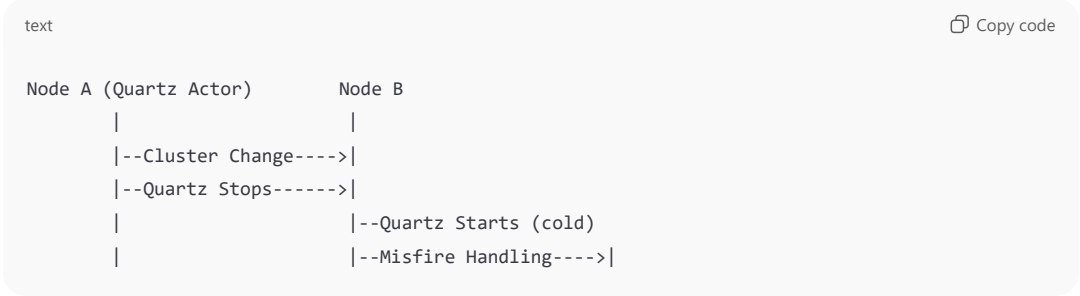 text Copy code
Node A (Quartz Actor)        Node B
        |                     |
        |--Cluster Change---->|
        |--Quartz Stops------>|
        |                     |--Quartz Starts (cold)
        |                     |--Misfire Handling---->|